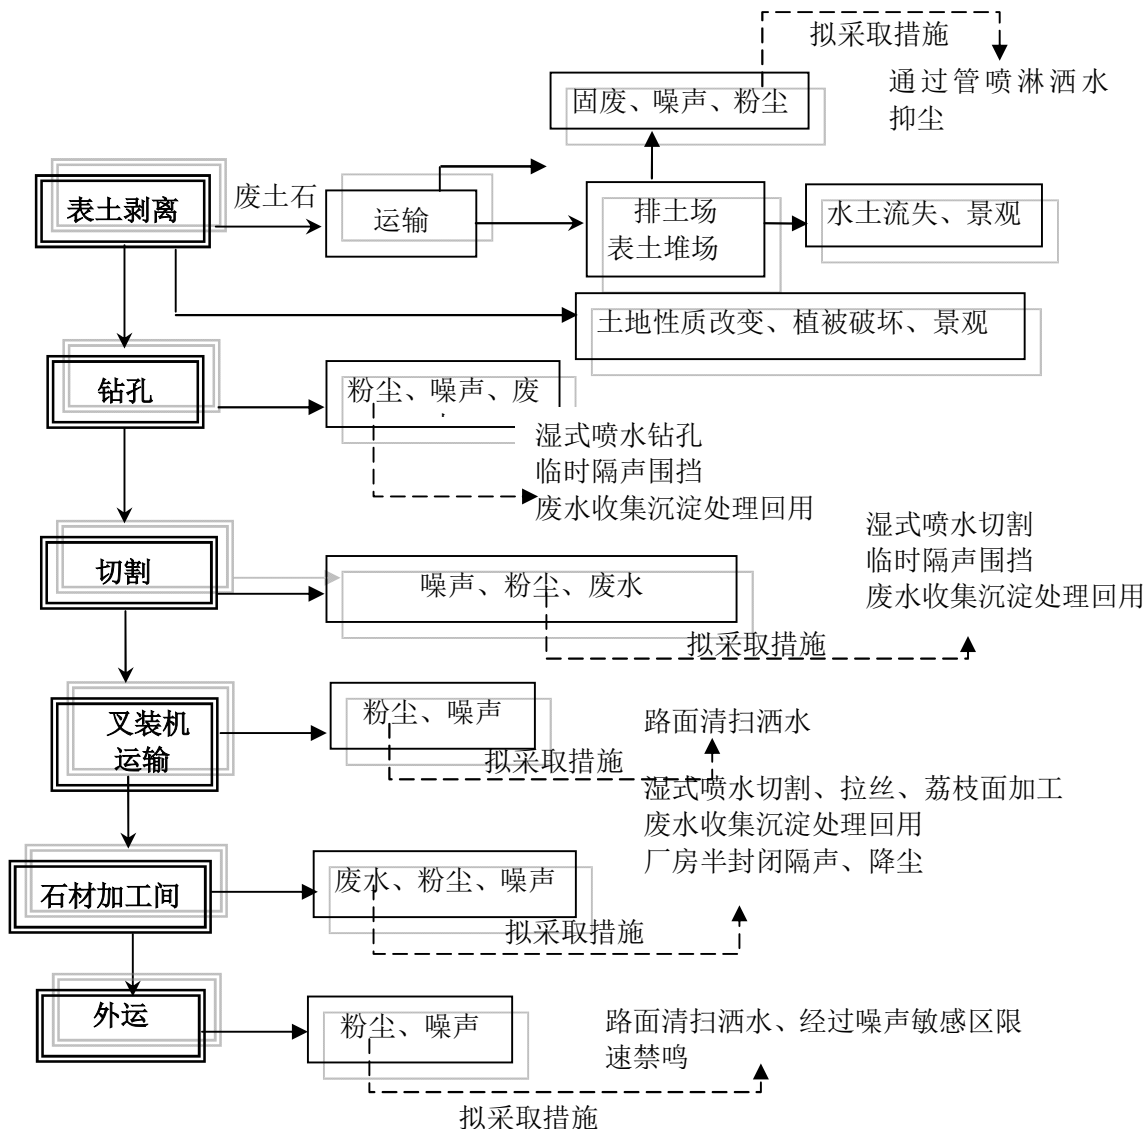 拟采取措施
通过管喷淋洒水
抑尘
固废、噪声、粉尘
表土剥离
废土石
运输
排土场
表土堆场
水土流失、景观
土地性质改变、植被破坏、景观
钻孔
粉尘、噪声、废
湿式喷水钻孔
临时隔声围挡
废水收集沉淀处理回用
切割
噪声、粉尘、废水
湿式喷水切割
临时隔声围挡
废水收集沉淀处理回用
拟采取措施
叉装机
运输
粉尘、噪声
路面清扫洒水
拟采取措施
湿式喷水切割、拉丝、荔枝面加工
废水收集沉淀处理回用
厂房半封闭隔声、降尘
石材加工间
废水、粉尘、噪声
拟采取措施
外运
粉尘、噪声
路面清扫洒水、经过噪声敏感区限
速禁鸣
拟采取措施